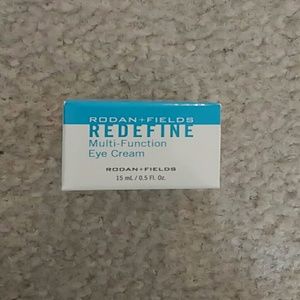 RODAN+FIELDS
REDEFINE
Multi-Function
Eye Cream
RODAN+FIELDS
15 mL / 0.5 Fl. Oz.